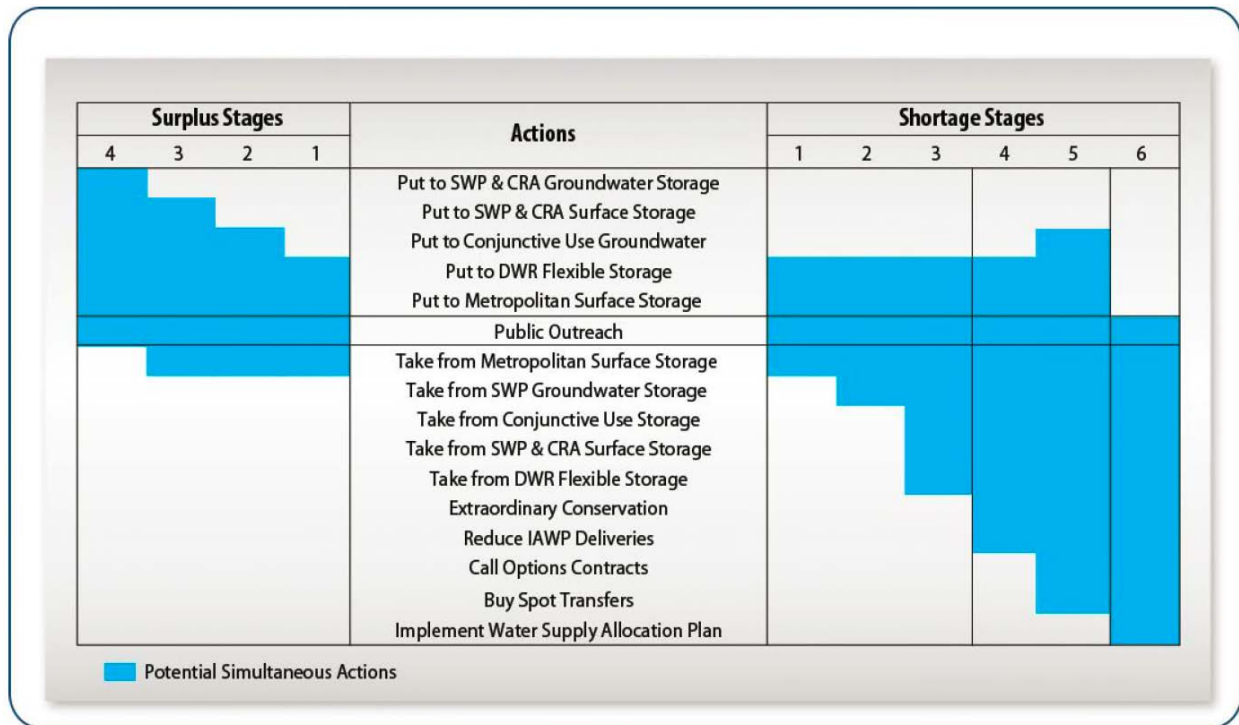 Surplus Stages
Actions
Shortage Stages
4 3 2 1
1 2 3 4 5 6
Put to SWP & CRA Groundwater Storage
Put to SWP & CRA Surface Storage
Put to Conjunctive Use Groundwater
Put to DWR Flexible Storage
Put to Metropolitan Surface Storage
Public Outreach
Take from Metropolitan Surface Storage
Take from SWP Groundwater Storage
Take from Conjunctive Use Storage
Take from SWP & CRA Surface Storage
Take from DWR Flexible Storage
Extraordinary Conservation
Reduce IAWP Deliveries
Call Options Contracts
Buy Spot Transfers
Implement Water Supply Allocation Plan
Potential Simultaneous Actions